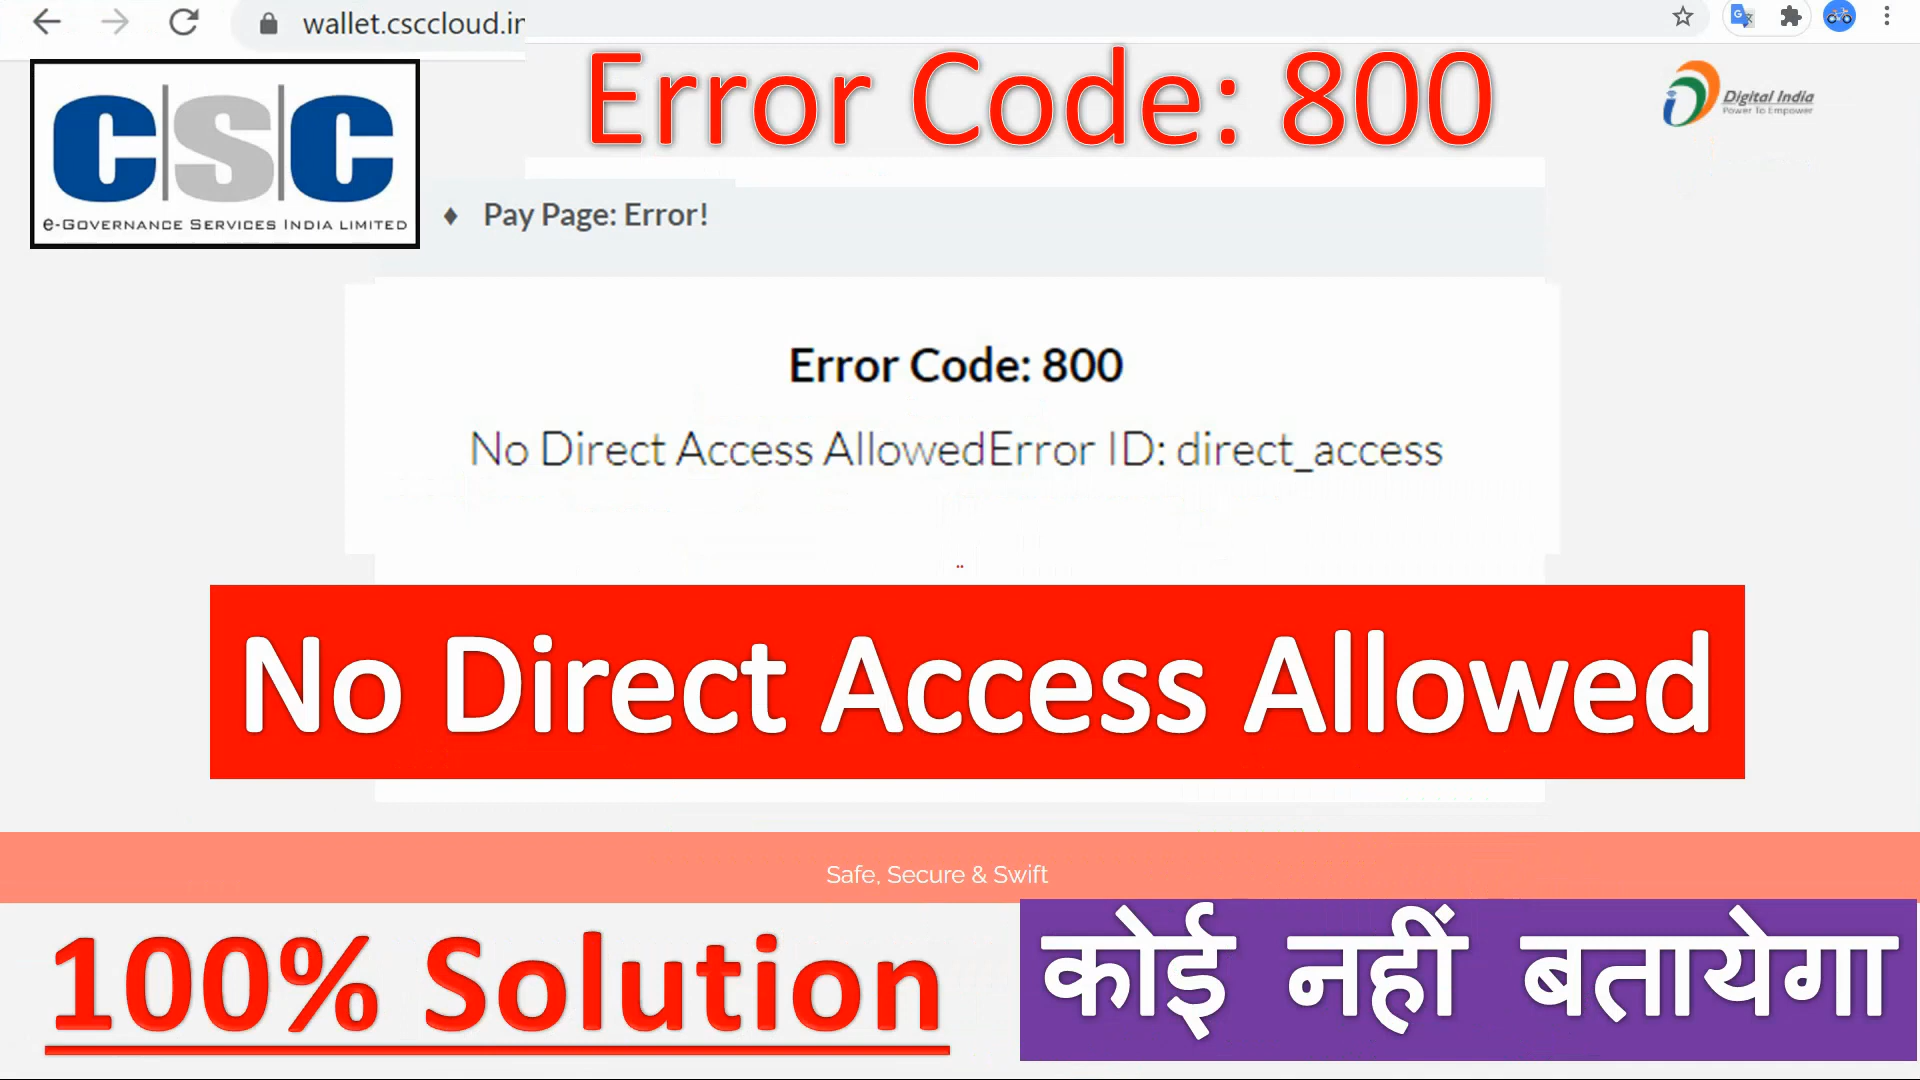 wallet.csccloud.in
Error Code: 800
CSC
e-GOVERNANCE SERVICES INDIA LIMITED
Digital India
Power To Empower
♦ Pay Page: Error!
Error Code: 800
No Direct Access AllowedError ID: direct_access
No Direct Access Allowed
Safe, Secure & Swift
100% Solution
कोई नहीं बतायेगा